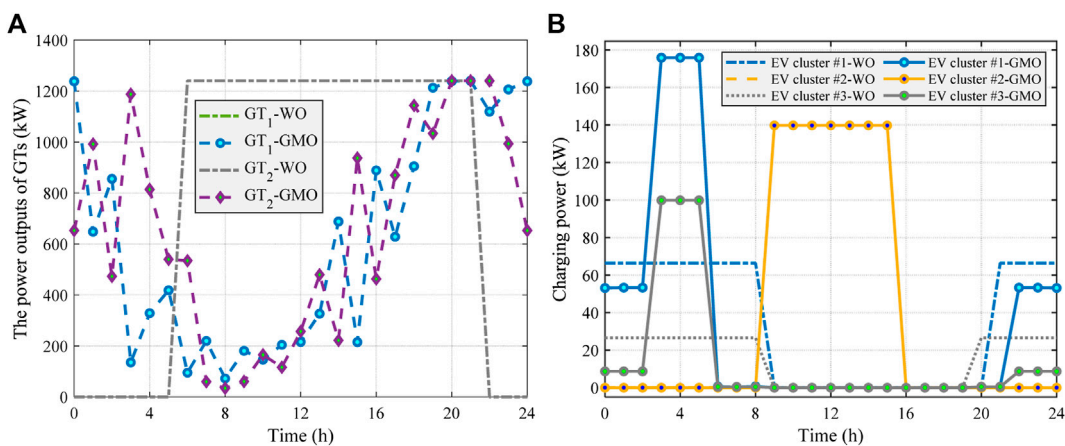 A
1400
1200
1000
800
600
400
200
0
The power outputs of GTs (kW)
GT1-WO
GT1-GMO
GT2-WO
GT2-GMO
0 4 8 12 16 20 24
Time (h)
B
180
160
140
120
100
80
60
40
20
0
Charging power (kW)
EV cluster #1-WO EV cluster #1-GMO
EV cluster #2-WO EV cluster #2-GMO
EV cluster #3-WO EV cluster #3-GMO
0 4 8 12 16 20 24
Time (h)